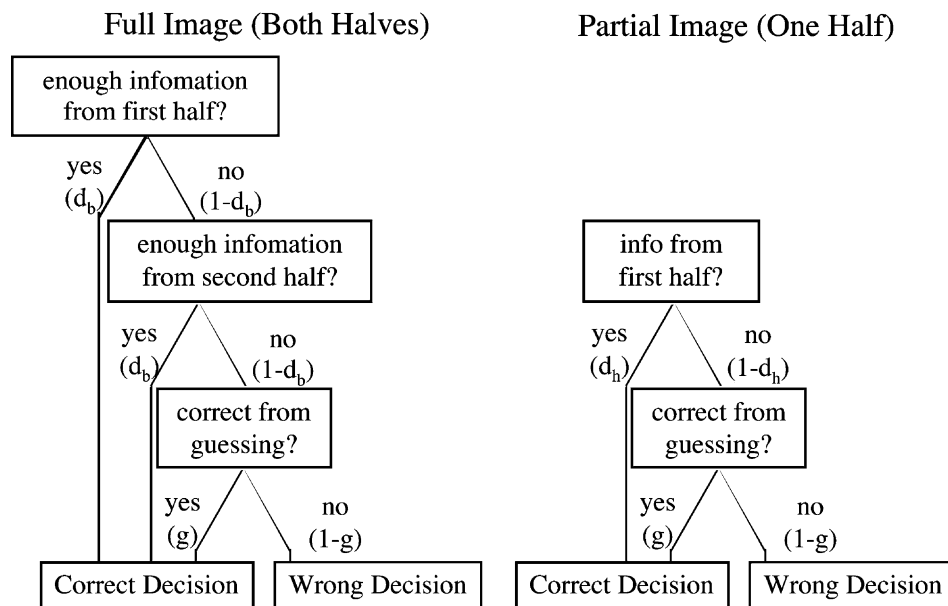 Full Image (Both Halves)
enough infomation
from first half?
yes
(d_b)
no
(1-d_b)
enough infomation
from second half?
yes
(d_b)
no
(1-d_b)
correct from
guessing?
yes
(g)
no
(1-g)
Correct Decision
Wrong Decision
Partial Image (One Half)
info from
first half?
yes
(d_h)
no
(1-d_h)
correct from
guessing?
yes
(g)
no
(1-g)
Correct Decision
Wrong Decision